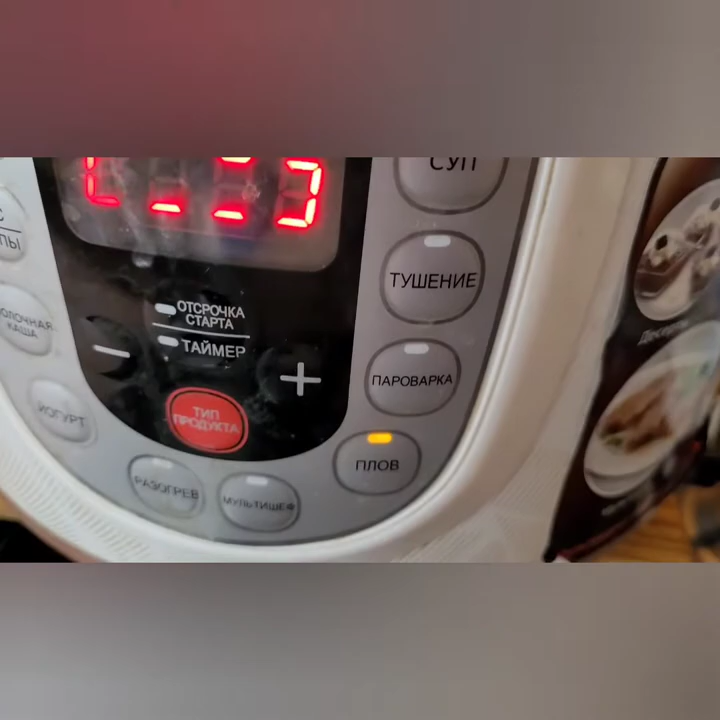 СУП
ТУШЕНИЕ
ОТСРОЧКА
СТАРТА
ТАЙМЕР
ПАРОВАРКА
ТИП
ПРОДУКТА
ЙОГУРТ
ПЛОВ
РАЗОГРЕВ
МУЛЬТИШЕФ